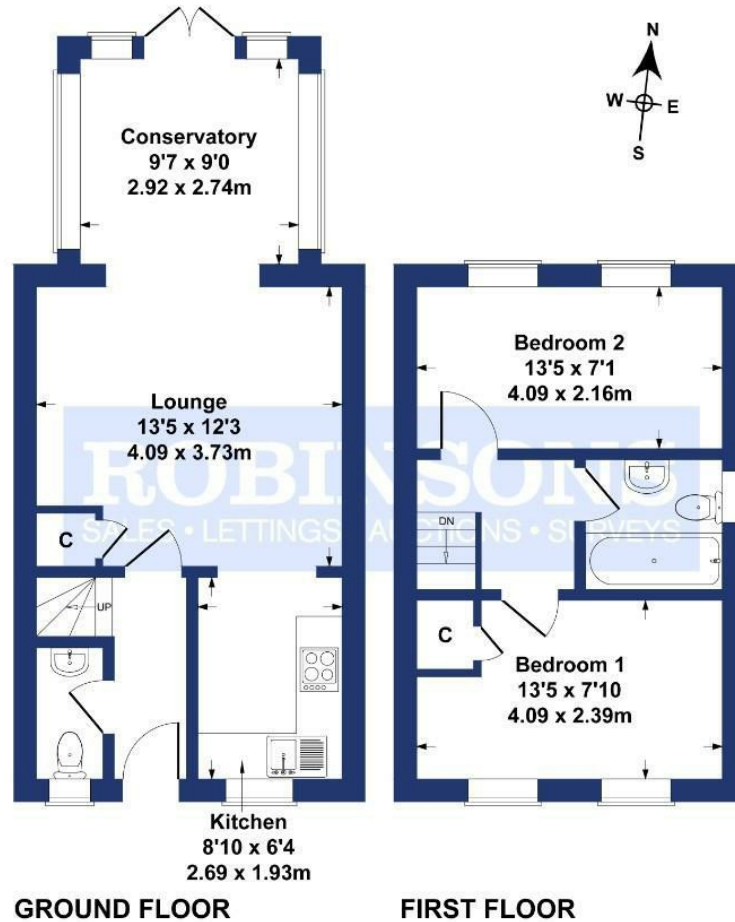 N
W E
S
Conservatory
9'7 x 9'0
2.92 x 2.74m
Lounge
13'5 x 12'3
4.09 x 3.73m
C
UP
Kitchen
8'10 x 6'4
2.69 x 1.93m
GROUND FLOOR
Bedroom 2
13'5 x 7'1
4.09 x 2.16m
DN
C
Bedroom 1
13'5 x 7'10
4.09 x 2.39m
FIRST FLOOR
ROBINSONS
SALES • LETTINGS • AUCTIONS • SURVEYS